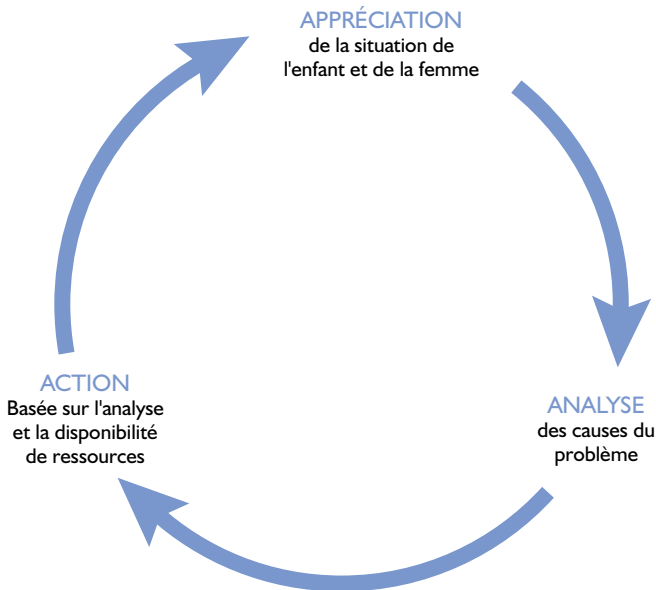 APPRÉCIATION
de la situation de
l'enfant et de la femme
ANALYSE
des causes du
problème
ACTION
Basée sur l'analyse
et la disponibilité
de ressources